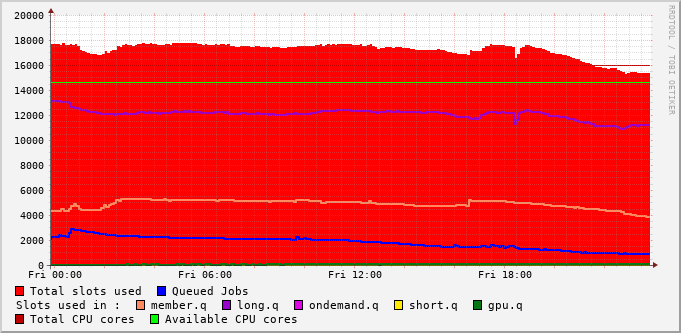 20000
18000
16000
14000
12000
10000
8000
6000
4000
2000
0
Fri 00:00 Fri 06:00 Fri 12:00 Fri 18:00
Total slots used Queued Jobs
Slots used in : member.q long.q ondemand.q short.q gpu.q
Total CPU cores Available CPU cores
RRDTOOL / TOBI OETIKER